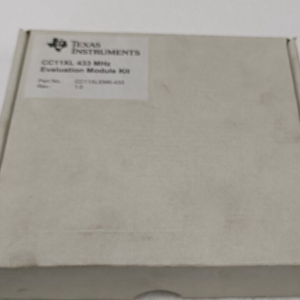 TEXAS
INSTRUMENTS
CC11XL 433 MHz
Evaluation Module Kit
Part No.: CC11XLEMK-433
Rev.: 1.0